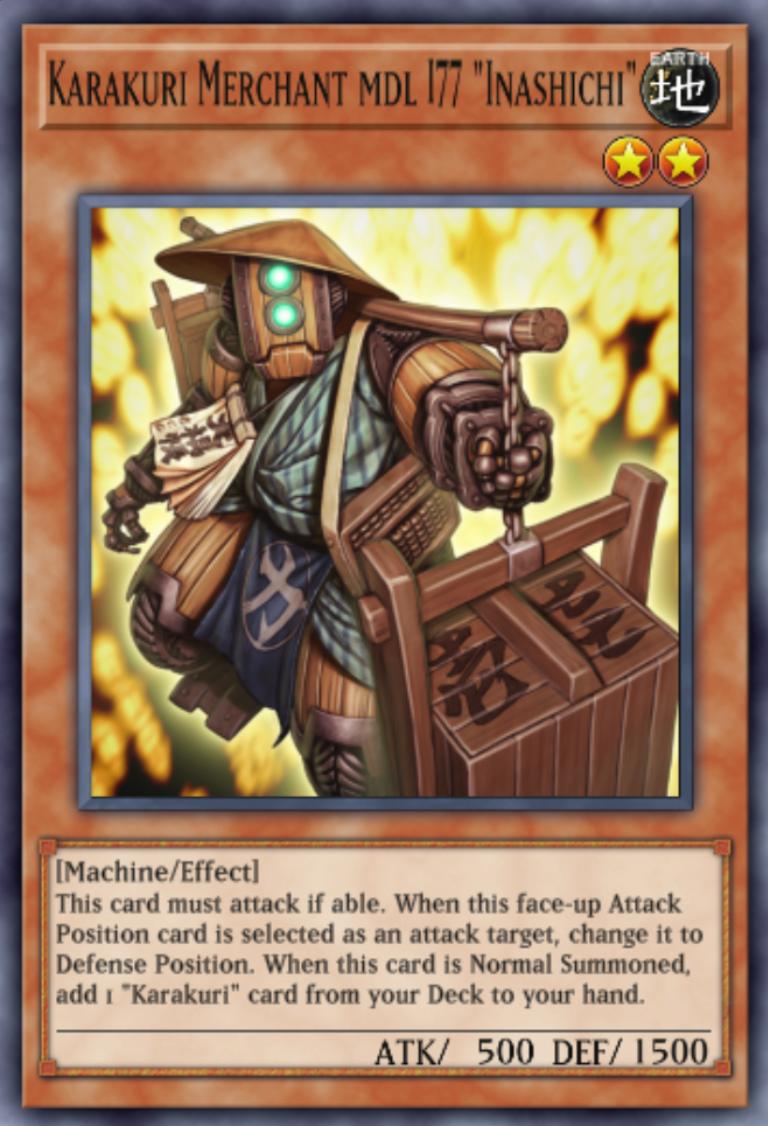 Karakuri Merchant mdl 177 "Inashichi"
EARTH
地
[Machine/Effect]
This card must attack if able. When this face-up Attack
Position card is selected as an attack target, change it to
Defense Position. When this card is Normal Summoned,
add 1 "Karakuri" card from your Deck to your hand.
ATK/ 500 DEF/ 1500